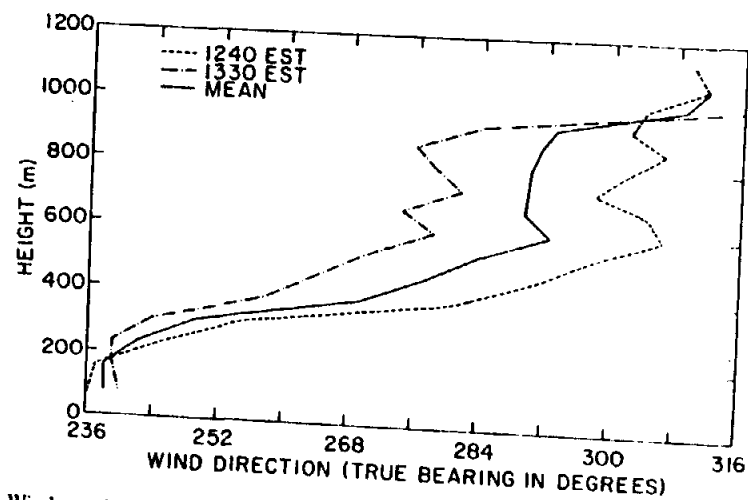 1200
1000
800
600
400
200
0
HEIGHT (m)
1240 EST
1330 EST
MEAN
236 252 268 284 300 316
WIND DIRECTION (TRUE BEARING IN DEGREES)